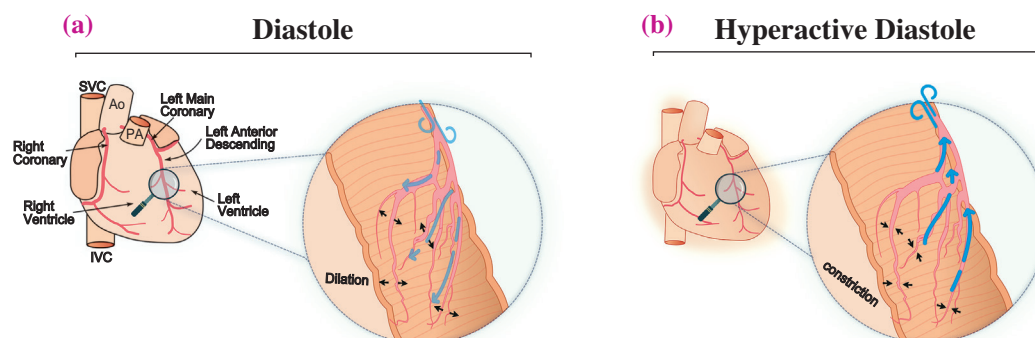 (a)
Diastole
SVC
Ao
PA
Left Main
Coronary
Left Anterior
Descending
Right
Coronary
Right
Ventricle
Left
Ventricle
IVC
Dilation
(b)
Hyperactive Diastole
constriction